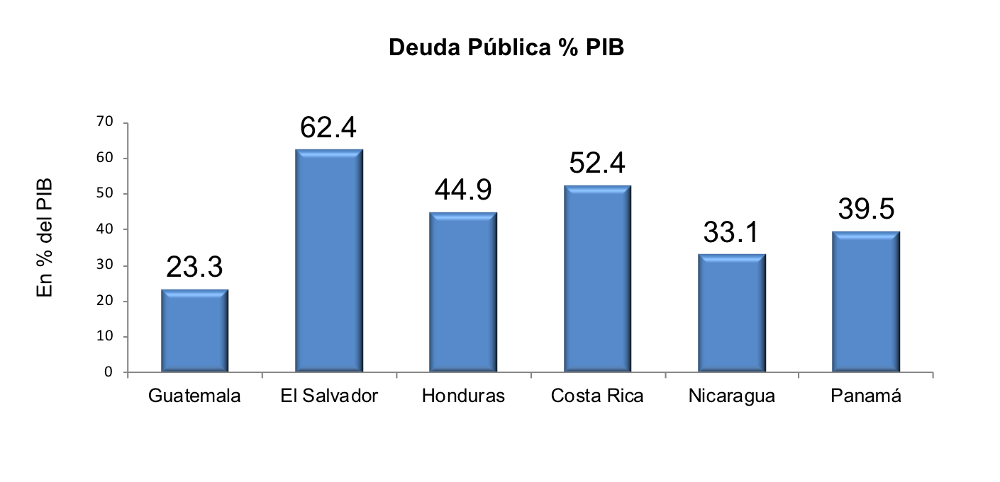 Deuda Pública % PIB
En % del PIB
70
60
50
40
30
20
10
0
23.3
62.4
44.9
52.4
33.1
39.5
Guatemala
El Salvador
Honduras
Costa Rica
Nicaragua
Panamá